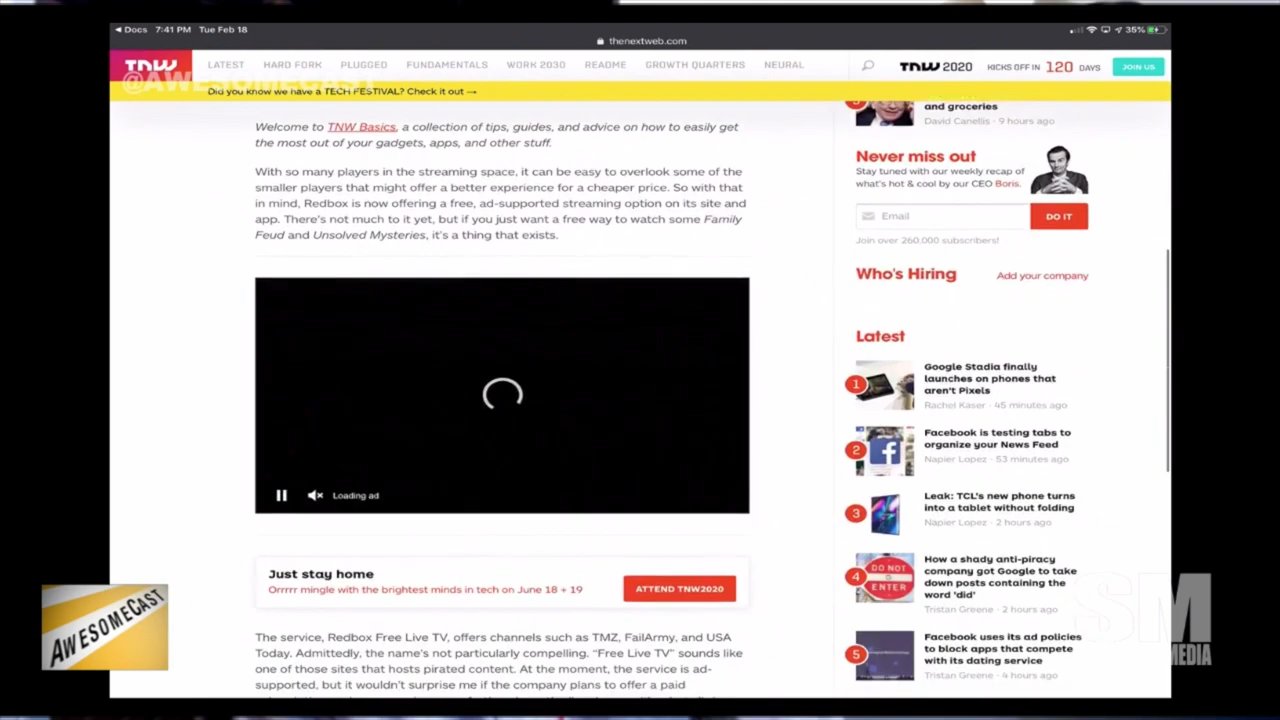 Docs 7:41 PM Tue Feb 18
35%
thenextweb.com
TNW LATEST HARD FORK PLUGGED FUNDAMENTALS WORK 2030 README GROWTH QUARTERS NEURAL TNW 2020 KICKS OFF IN 120 DAYS JOIN US
@AWESOMECAST
Did you know we have a TECH FESTIVAL? Check it out →
Welcome to TNW Basics, a collection of tips, guides, and advice on how to easily get
the most out of your gadgets, apps, and other stuff.
With so many players in the streaming space, it can be easy to overlook some of the
smaller players that might offer a better experience for a cheaper price. So with that
in mind, Redbox is now offering a free, ad-supported streaming option on its site and
app. There's not much to it yet, but if you just want a free way to watch some Family
Feud and Unsolved Mysteries, it's a thing that exists.
Loading ad
Just stay home
Orrrrr mingle with the brightest minds in tech on June 18 + 19
ATTEND TNW2020
The service, Redbox Free Live TV, offers channels such as TMZ, FailArmy, and USA
Today. Admittedly, the name's not particularly compelling. “Free Live TV” sounds like
one of those sites that hosts pirated content. At the moment, the service is ad-
supported, but it wouldn't surprise me if the company plans to offer a paid
and groceries
David Canellis - 9 hours ago
Never miss out
Stay tuned with our weekly recap of
what's hot & cool by our CEO Boris.
Email
DO IT
Join over 260,000 subscribers!
Who's Hiring
Add your company
Latest
1
Google Stadia finally
launches on phones that
aren't Pixels
Rachel Kaser - 45 minutes ago
2
Facebook is testing tabs to
organize your News Feed
Napier Lopez - 53 minutes ago
3
Leak: TCL's new phone turns
into a tablet without folding
Napier Lopez - 2 hours ago
4
DO NOT
ENTER
How a shady anti-piracy
company got Google to take
down posts containing the
word 'did'
Tristan Greene - 2 hours ago
5
Facebook uses its ad policies
to block apps that compete
with its dating service
Tristan Greene - 4 hours ago
AWESOMECAST
SM
MEDIA